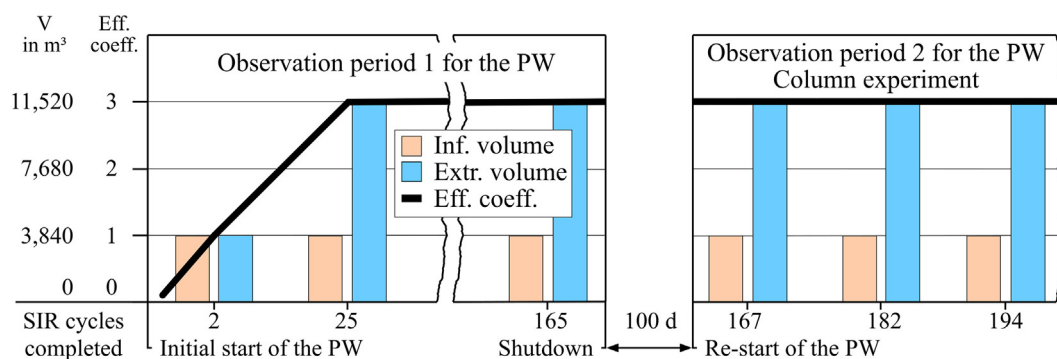 V Eff.
in m³ coeff.
Observation period 1 for the PW
Observation period 2 for the PW
Column experiment
11,520 3
7,680 2
3,840 1
0 0
Inf. volume
Extr. volume
Eff. coeff.
SIR cycles
completed
2 25 165 167 182 194
100 d
Initial start of the PW
Shutdown
Re-start of the PW